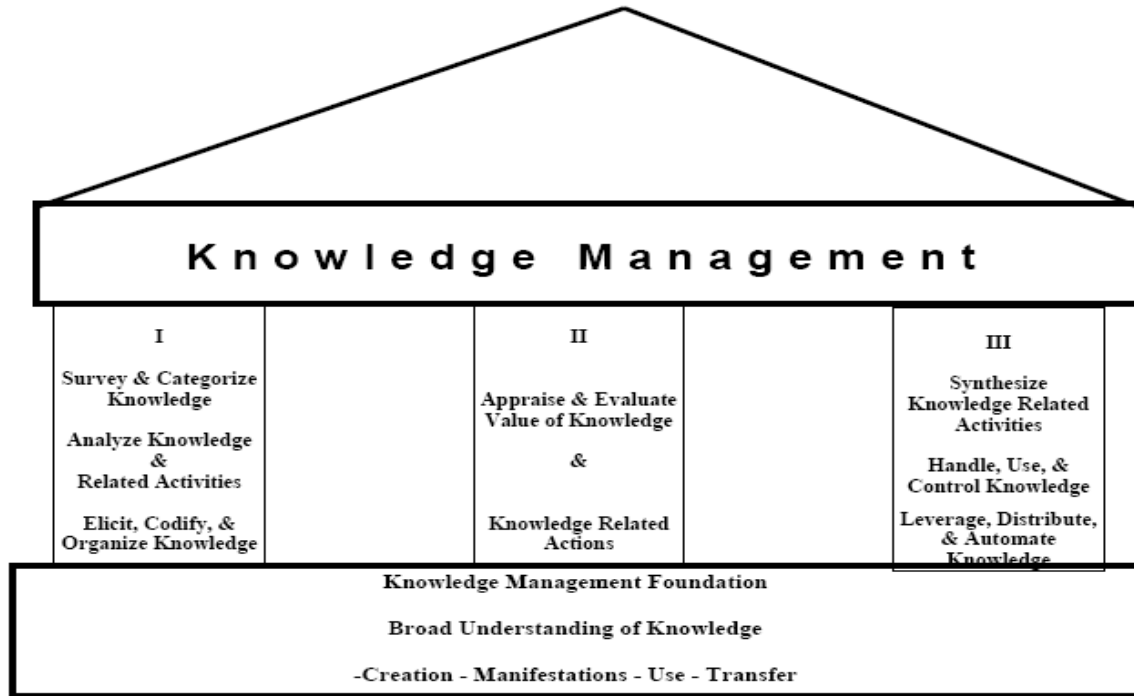 Knowledge Management
I
Survey & Categorize
Knowledge
Analyze Knowledge
&
Related Activities
Elicit, Codify, &
Organize Knowledge
II
Appraise & Evaluate
Value of Knowledge
&
Knowledge Related
Actions
III
Synthesize
Knowledge Related
Activities
Handle, Use, &
Control Knowledge
Leverage, Distribute,
& Automate
Knowledge
Knowledge Management Foundation
Broad Understanding of Knowledge
-Creation - Manifestations - Use - Transfer